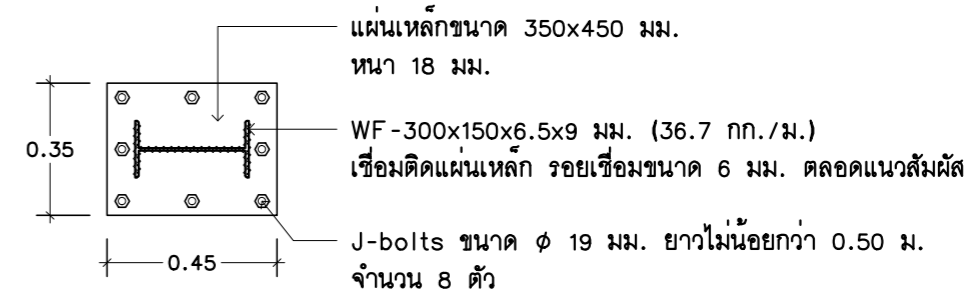 แผ่นเหล็กขนาด 350x450 มม.
หนา 18 มม.
WF-300x150x6.5x9 มม. (36.7 กก./ม.)
เชื่อมติดแผ่นเหล็ก รอยเชื่อมขนาด 6 มม. ตลอดแนวสัมผัส
0.35
J-bolts ขนาด φ 19 มม. ยาวไม่น้อยกว่า 0.50 ม.
จำนวน 8 ตัว
0.45